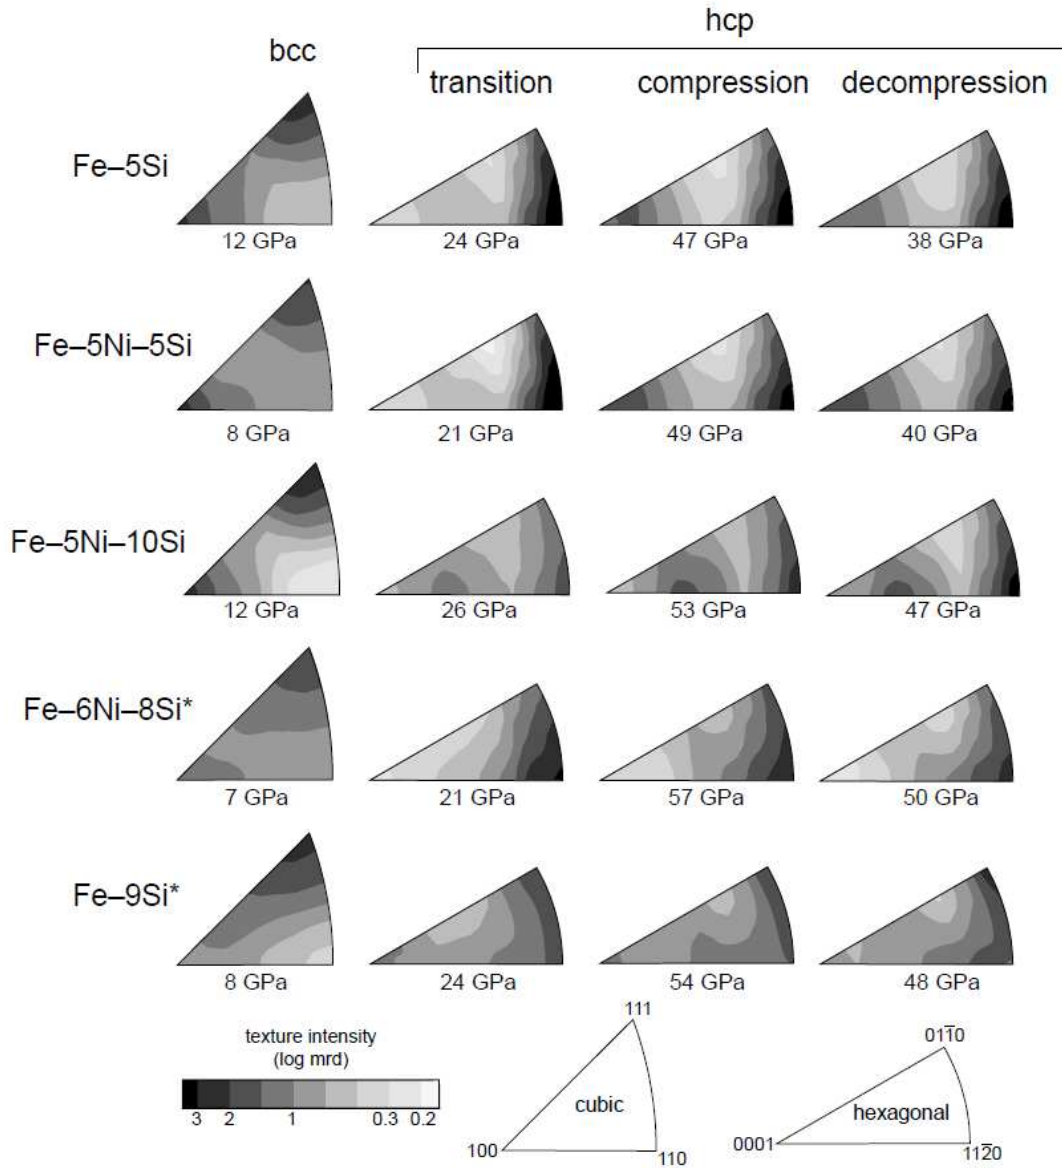 hcp
bcc
transition compression decompression
Fe–5Si
12 GPa 24 GPa 47 GPa 38 GPa
Fe–5Ni–5Si
8 GPa 21 GPa 49 GPa 40 GPa
Fe–5Ni–10Si
12 GPa 26 GPa 53 GPa 47 GPa
Fe–6Ni–8Si*
7 GPa 21 GPa 57 GPa 50 GPa
Fe–9Si*
8 GPa 24 GPa 54 GPa 48 GPa
texture intensity
(log mrd)
3 2 1 0.3 0.2
111
cubic
100 110
011̅0
hexagonal
0001 112̅0